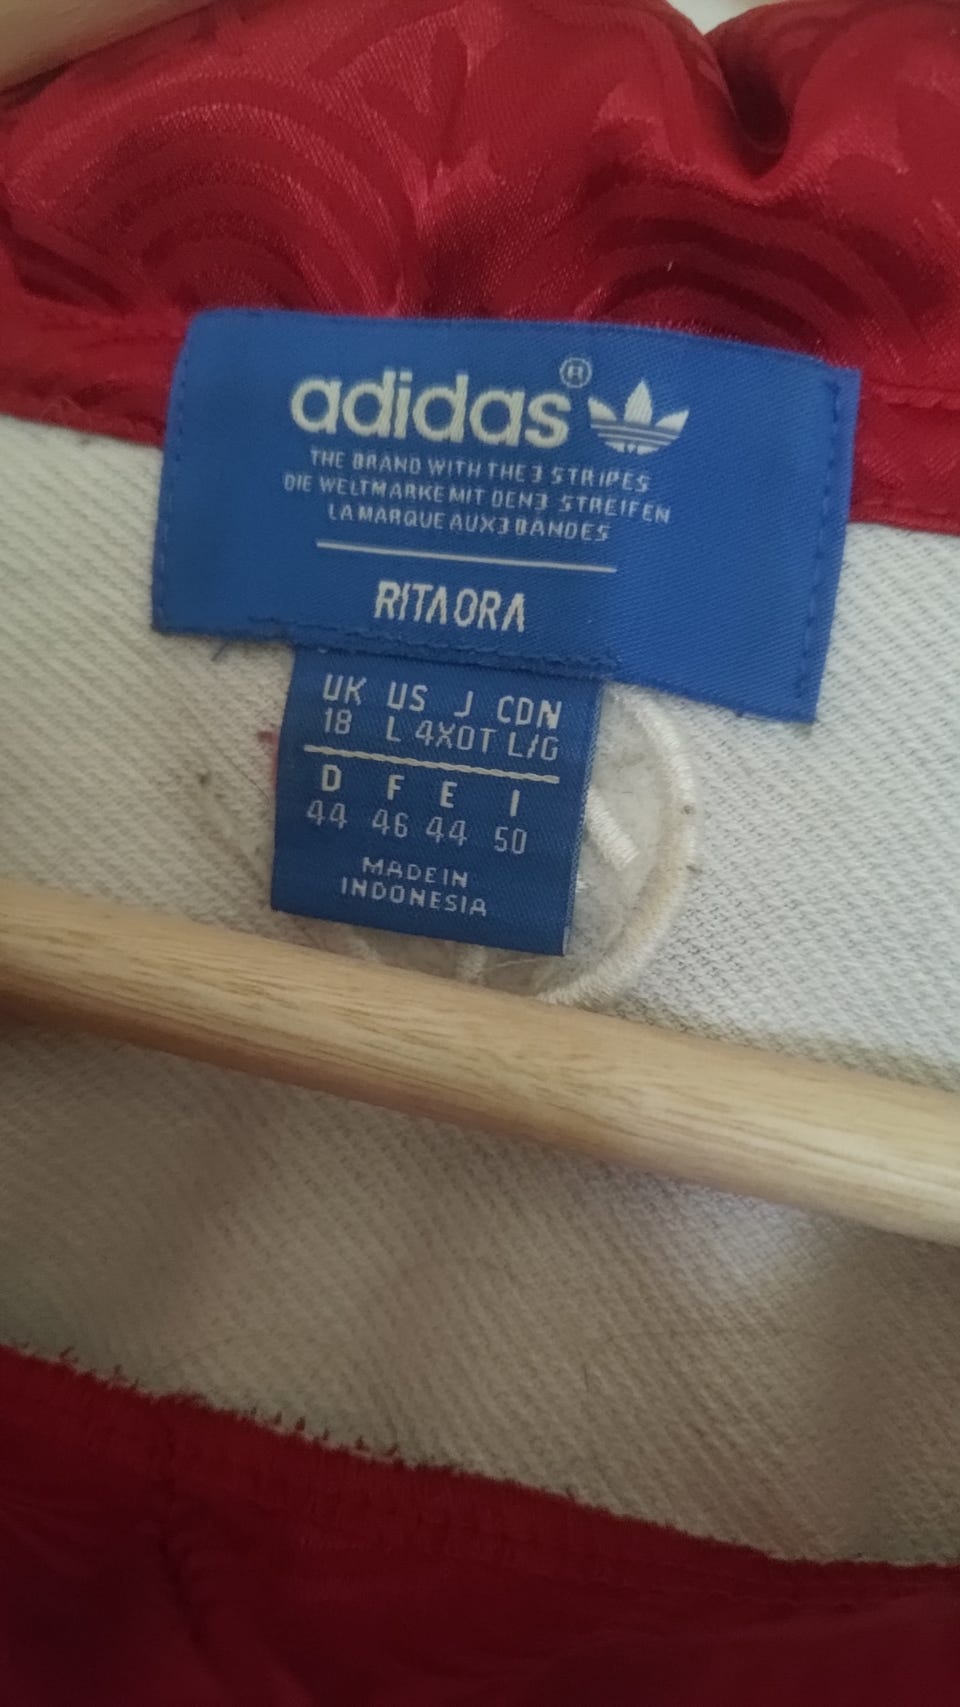 adidas®
THE BRAND WITH THE 3 STRIPES
DIE WELTMARKE MIT DEN 3 STREIFEN
LA MARQUE AUX 3 BANDES
RITA ORA
UK US J CDN
18 L 4XOT L/G
D F E I
44 46 44 50
MADE IN
INDONESIA